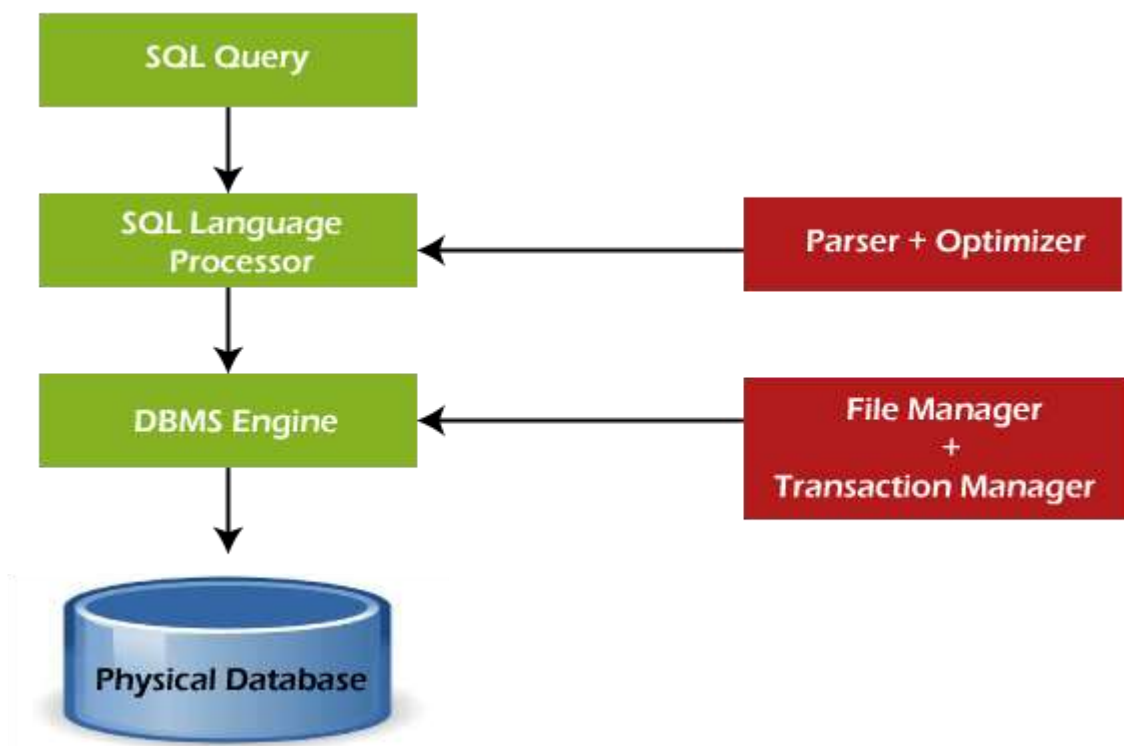 SQL Query
SQL Language
Processor
Parser + Optimizer
DBMS Engine
File Manager
+
Transaction Manager
Physical Database